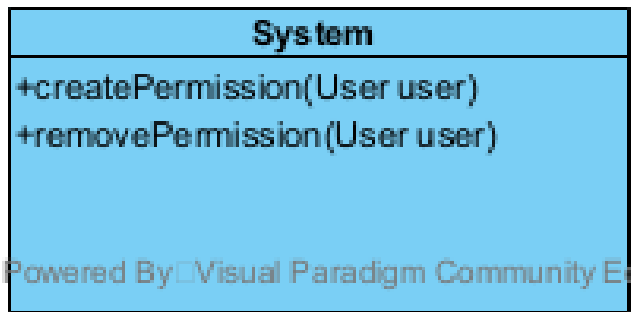 System
+createPermission(User user)
+removePermission(User user)
Powered By Visual Paradigm Community